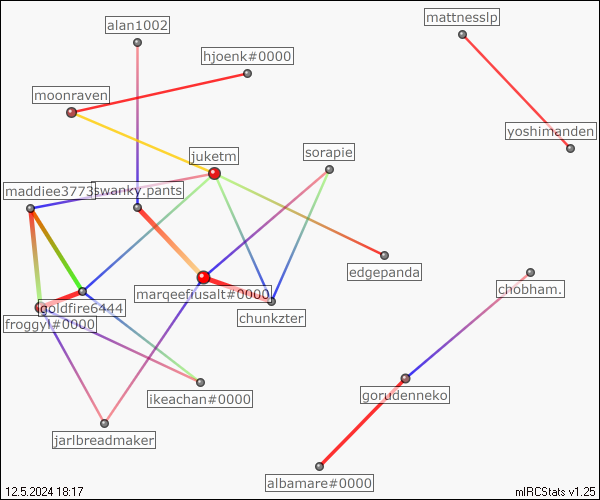 mattnesslp
alan1002
hjoenk#0000
moonraven
yoshimanden
juketm
sorapie
maddiee3773
swanky.pants
edgepanda
chobham.
marqeefiusalt#0000
goldfire6444
chunkzter
froggyl#0000
ikeachan#0000
gorudenneko
jarlbreadmaker
albamare#0000
12.5.2024 18:17
mIRCStats v1.25